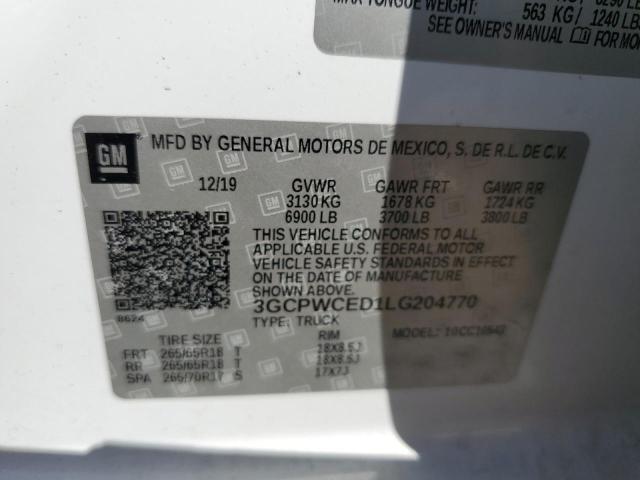 MAX TONGUE WEIGHT:
563 KG/ 1240 LBS
SEE OWNER'S MANUAL FOR MOR
GM
MFD BY GENERAL MOTORS DE MEXICO, S. DE R.L. DE C.V.
12/19 GVWR GAWR FRT GAWR RR
3130 KG 1678 KG 1724 KG
6900 LB 3700 LB 3800 LB
THIS VEHICLE CONFORMS TO ALL
APPLICABLE U.S. FEDERAL MOTOR
VEHICLE SAFETY STANDARDS IN EFFECT
ON THE DATE OF MANUFACTURE
SHOWN ABOVE.
3GCPWCED1LG204770
8624
TYPE: TRUCK MODEL:
TIRE SIZE RIM
FRT 265/65R18 T 18X8.5J
RR 265/65R18 T 18X8.5J
SPA 265/70R17 S 17X7J